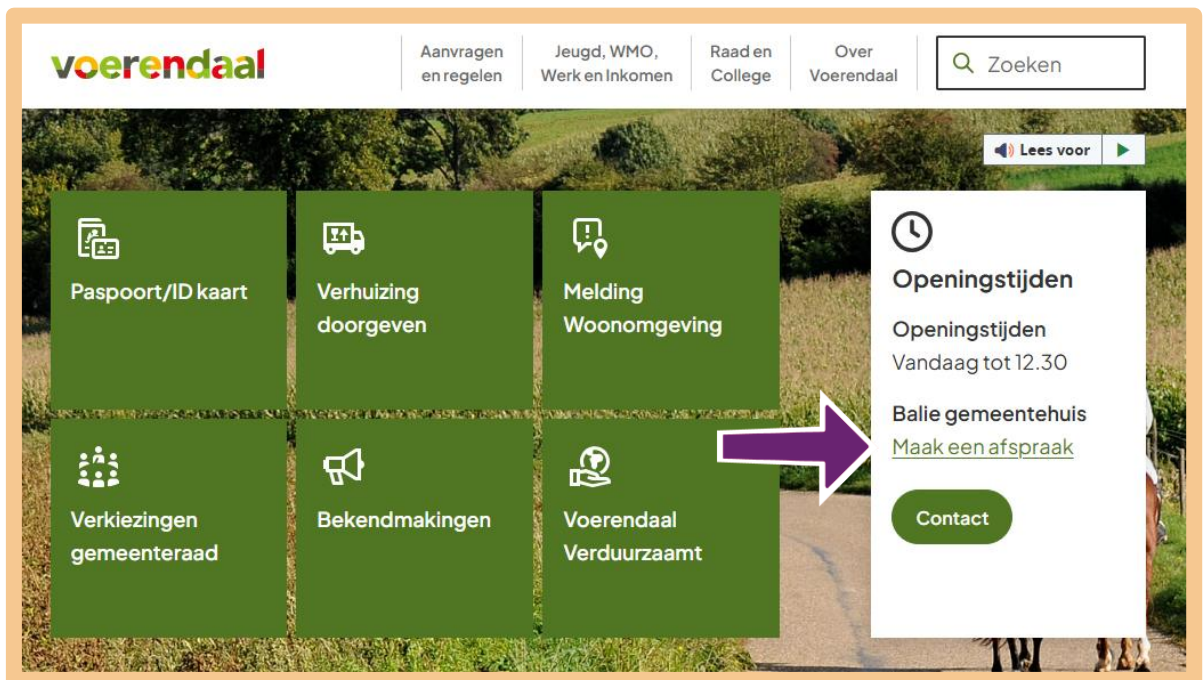 voerendaal
Aanvragen
en regelen
Jeugd, WMO,
Werk en Inkomen
Raad en
College
Over
Voerendaal
Zoeken
Lees voor
Paspoort/ID kaart
Verhuizing
doorgeven
Melding
Woonomgeving
Verkiezingen
gemeenteraad
Bekendmakingen
Voerendaal
Verduurzaamt
Openingstijden
Openingstijden
Vandaag tot 12.30
Balie gemeentehuis
Maak een afspraak
Contact